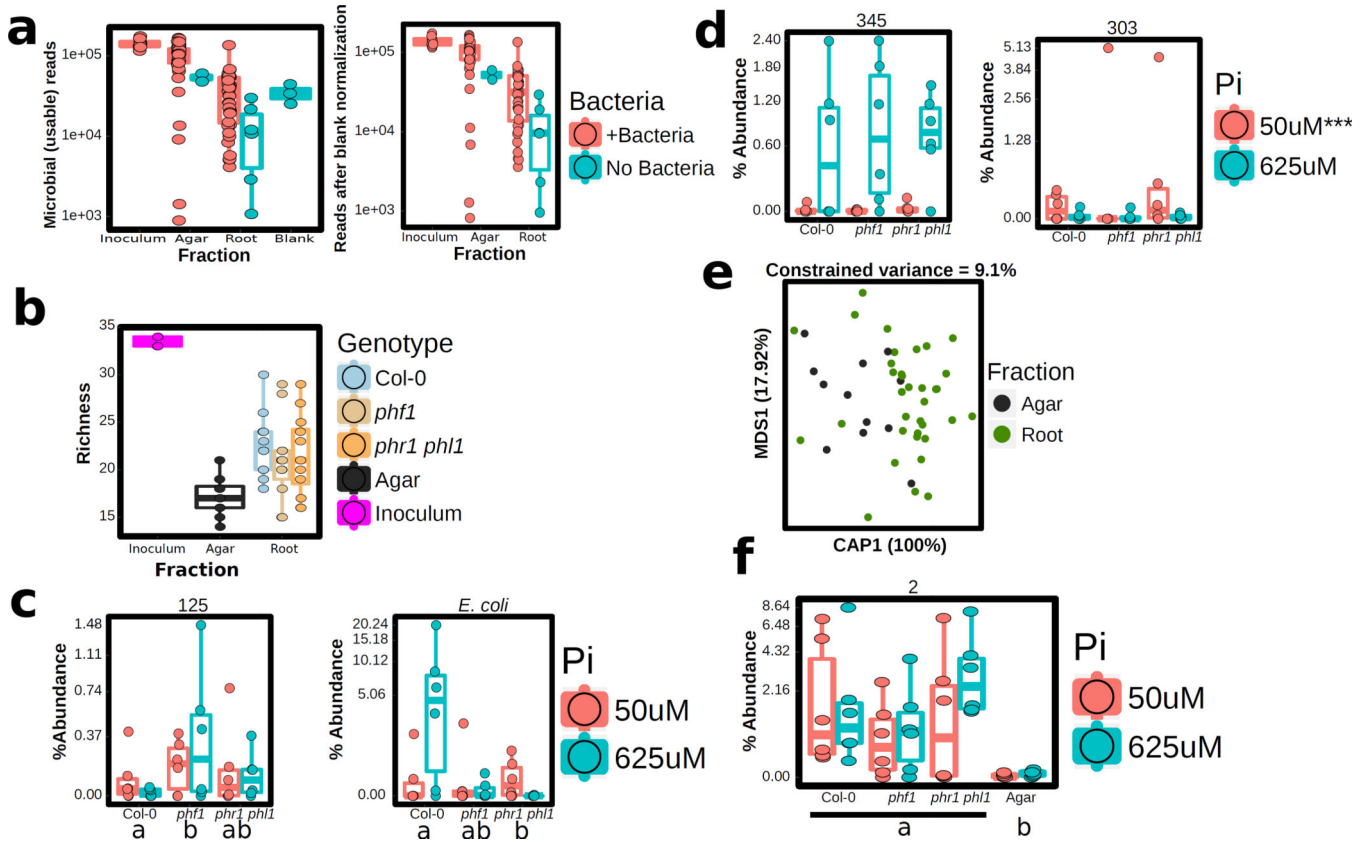 a
Microbial (usable) reads
1e+05
1e+04
1e+03
Inoculum Agar Root Blank
Fraction
Reads after blank normalization
1e+05
1e+04
1e+03
Inoculum Agar Root
Fraction
Bacteria
+Bacteria
No Bacteria
b
Richness
35
30
25
20
15
Inoculum Agar Root
Fraction
Genotype
Col-0
phf1
phr1 phl1
Agar
Inoculum
c
125
%Abundance
1.48
1.11
0.74
0.37
0.00
Col-0 phf1 phr1 phl1
a b ab
E. coli
% Abundance
20.24
15.18
10.12
5.06
0.00
Col-0 phf1 phr1 phl1
a ab b
Pi
50uM
625uM
d
345
% Abundance
2.40
1.80
1.20
0.60
0.00
Col-0 phf1 phr1 phl1
303
% Abundance
5.13
3.84
2.56
1.28
0.00
Col-0 phf1 phr1 phl1
Pi
50uM***
625uM
e
Constrained variance = 9.1%
MDS1 (17.92%)
CAP1 (100%)
Fraction
Agar
Root
f
2
% Abundance
8.64
6.48
4.32
2.16
0.00
Col-0 phf1 phr1 phl1 Agar
a b
Pi
50uM
625uM